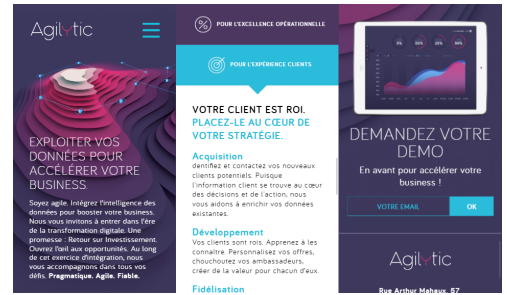 Agilytic
EXPLOITER VOS
DONNÉES POUR
ACCÉLÉRER VOTRE
BUSINESS
Soyez agile. Intégrez l'intelligence des
données pour booster votre business.
Nous vous invitons à entrer dans l'ère
de la transformation digitale. Une
promesse : Retour sur Investissement.
Ouvrez l'œil aux opportunités. Au long
de cet exercice d'intégration, nous
vous accompagnons dans tous vos
défis. Pragmatique. Agile. Fiable.
POUR L'EXCELLENCE OPÉRATIONNELLE
POUR L'EXPÉRIENCE CLIENTS
VOTRE CLIENT EST ROI.
PLACEZ-LE AU CŒUR DE
VOTRE STRATÉGIE.
Acquisition
dentifiez et contactez vos nouveaux
clients potentiels. Puisque
l'information client se trouve au cœur
des décisions et de l'action, nous
vous aidons à enrichir vos données
existantes.
Développement
Vos clients sont rois. Apprenez à les
connaître. Personnalisez vos offres,
chouchoutez vos ambassadeurs,
créer de la valeur pour chacun d'eux.
Fidélisation
DEMANDEZ VOTRE
DEMO
En avant pour accélérer votre
business !
VOTRE EMAIL
OK
Agilytic
Rue Arthur Mahaux, 57